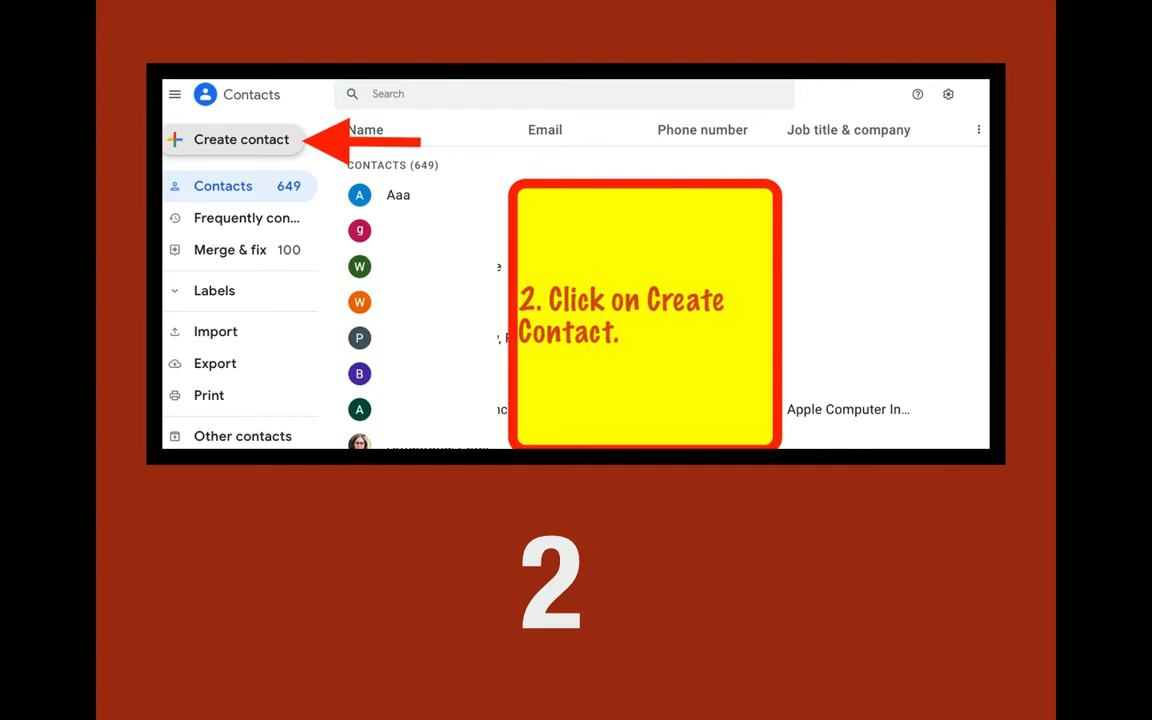 Contacts
Search
Create contact
Name Email Phone number Job title & company
CONTACTS (649)
Contacts 649
A Aaa
Frequently con...
g
Merge & fix 100
W
Labels
W
Import
P
Export
B
Print
A
Apple Computer In...
Other contacts
2. Click on Create
Contact.
2